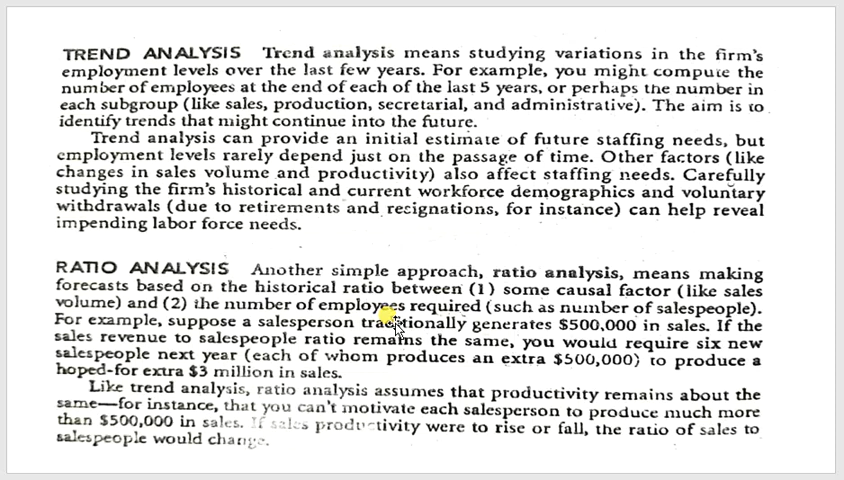 TREND ANALYSIS Trend analysis means studying variations in the firm's
employment levels over the last few years. For example, you might compute the
number of employees at the end of each of the last 5 years, or perhaps the number in
each subgroup (like sales, production, secretarial, and administrative). The aim is to
identify trends that might continue into the future.
Trend analysis can provide an initial estimate of future staffing needs, but
employment levels rarely depend just on the passage of time. Other factors (like
changes in sales volume and productivity) also affect staffing needs. Carefully
studying the firm's historical and current workforce demographics and voluntary
withdrawals (due to retirements and resignations, for instance) can help reveal
impending labor force needs.
RATIO ANALYSIS Another simple approach, ratio analysis, means making
forecasts based on the historical ratio between (1) some causal factor (like sales
volume) and (2) the number of employees required (such as number of salespeople).
For example, suppose a salesperson traditionally generates $500,000 in sales. If the
sales revenue to salespeople ratio remains the same, you would require six new
salespeople next year (each of whom produces an extra $500,000) to produce a
hoped-for extra $3 million in sales.
Like trend analysis, ratio analysis assumes that productivity remains about the
same—for instance, that you can't motivate each salesperson to produce much more
than $500,000 in sales. If sales productivity were to rise or fall, the ratio of sales to
salespeople would change.